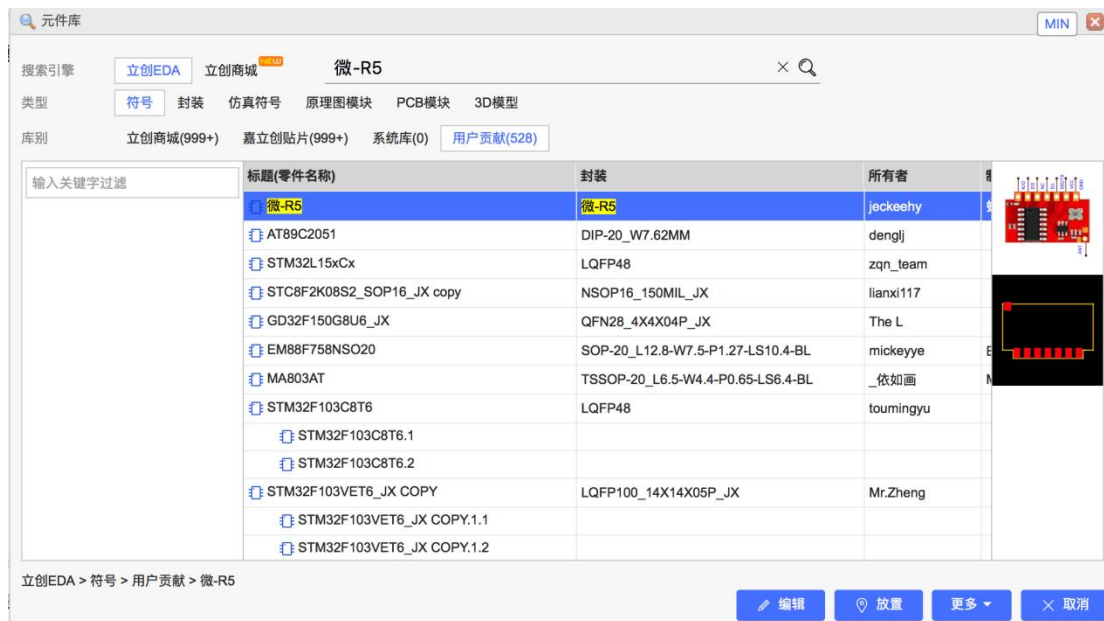 元件库
MIN
搜索引擎 立创EDA 立创商城 NEW 微-R5
类型 符号 封装 仿真符号 原理图模块 PCB模块 3D模型
库别 立创商城(999+) 嘉立创贴片(999+) 系统库(0) 用户贡献(528)
输入关键字过滤
标题(零件名称) 封装 所有者
微-R5 微-R5 jeckeehy
AT89C2051 DIP-20_W7.62MM denglj
STM32L15xCx LQFP48 zqn_team
STC8F2K08S2_SOP16_JX copy NSOP16_150MIL_JX lianxi117
GD32F150G8U6_JX QFN28_4X4X04P_JX The L
EM88F758NSO20 SOP-20_L12.8-W7.5-P1.27-LS10.4-BL mickeyye
MA803AT TSSOP-20_L6.5-W4.4-P0.65-LS6.4-BL _依如画
STM32F103C8T6 LQFP48 toumingyu
STM32F103C8T6.1
STM32F103C8T6.2
STM32F103VET6_JX COPY LQFP100_14X14X05P_JX Mr.Zheng
STM32F103VET6_JX COPY.1.1
STM32F103VET6_JX COPY.1.2
立创EDA > 符号 > 用户贡献 > 微-R5
编辑 放置 更多 取消